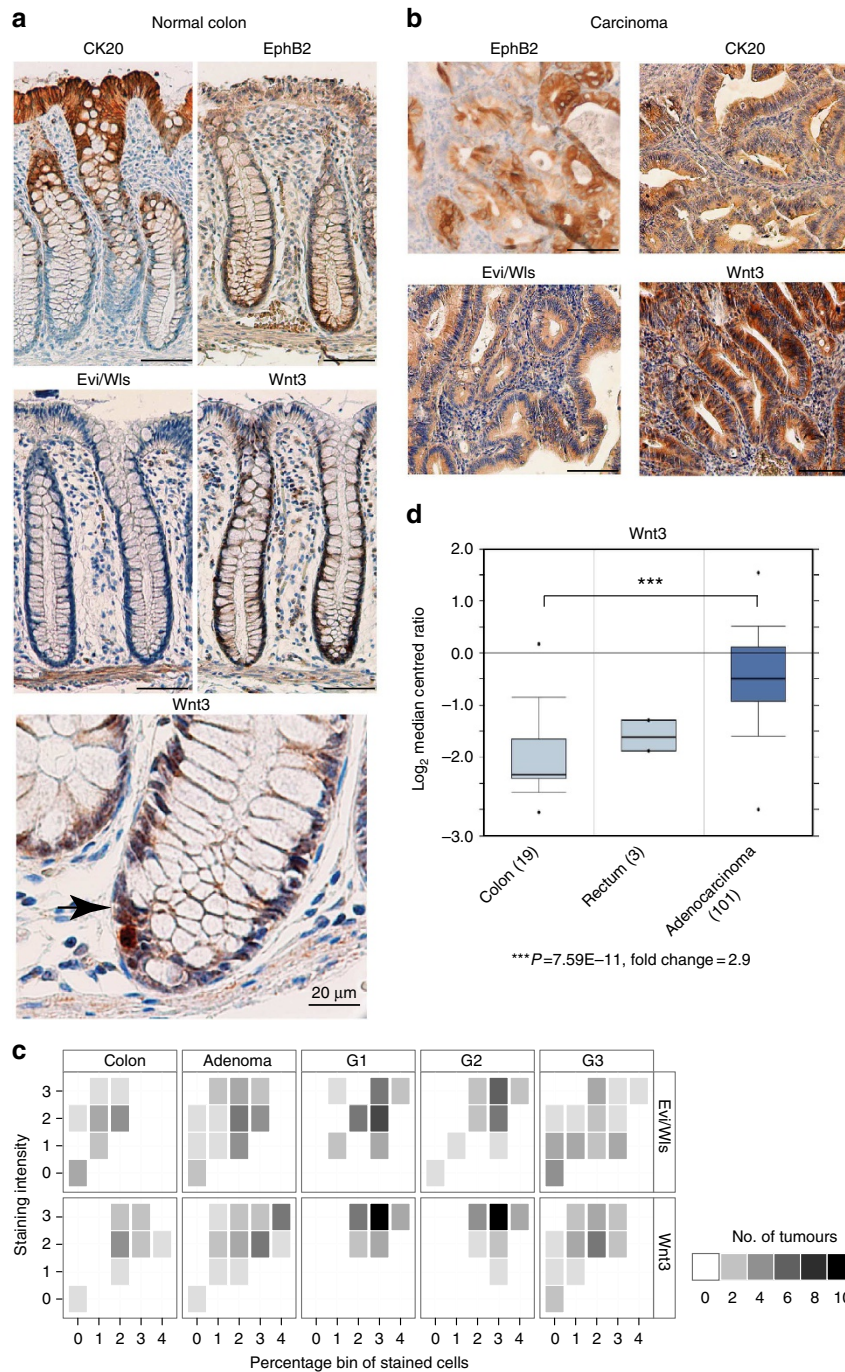 a
Normal colon
CK20 EphB2
Evi/Wls Wnt3
Wnt3
20 μm
b
Carcinoma
EphB2 CK20
Evi/Wls Wnt3
d
Wnt3
Log2 median centred ratio
2.0
1.0
0.0
–1.0
–2.0
–3.0
***
Colon (19)
Rectum (3)
Adenocarcinoma
(101)
***P=7.59E–11, fold change = 2.9
c
Colon Adenoma G1 G2 G3
Staining intensity
3
2
1
0
Evi/Wls
3
2
1
0
Wnt3
0 1 2 3 4 0 1 2 3 4 0 1 2 3 4 0 1 2 3 4 0 1 2 3 4
Percentage bin of stained cells
No. of tumours
0 2 4 6 8 10